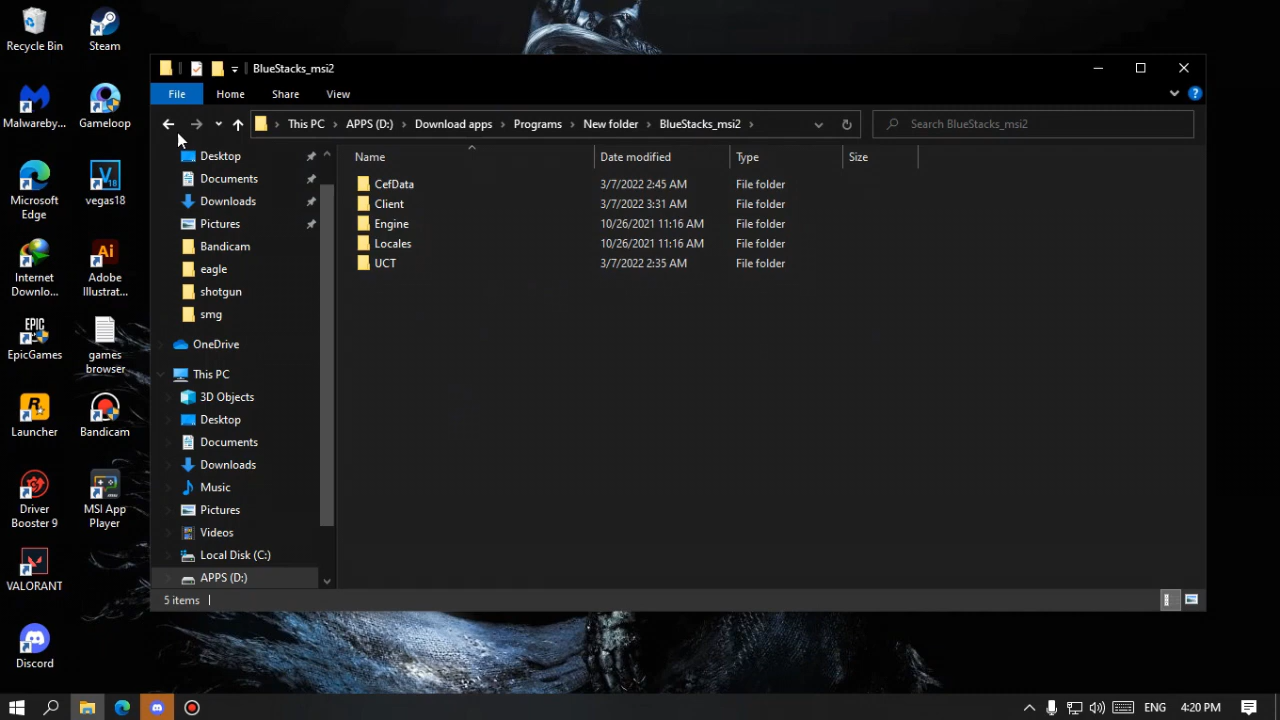 Recycle Bin
Steam
Malwareby...
Gameloop
Microsoft
Edge
vegas18
Internet
Downlo...
Adobe
Illustrat...
EpicGames
games
browser
Launcher
Bandicam
Driver
Booster 9
MSI App
Player
VALORANT
Discord
BlueStacks_msi2
File Home Share View
This PC APPS (D:) Download apps Programs New folder BlueStacks_msi2
Search BlueStacks_msi2
Desktop
Documents
Downloads
Pictures
Bandicam
eagle
shotgun
smg
OneDrive
This PC
3D Objects
Desktop
Documents
Downloads
Music
Pictures
Videos
Local Disk (C:)
APPS (D:)
Name Date modified Type Size
CefData 3/7/2022 2:45 AM File folder
Client 3/7/2022 3:31 AM File folder
Engine 10/26/2021 11:16 AM File folder
Locales 10/26/2021 11:16 AM File folder
UCT 3/7/2022 2:35 AM File folder
5 items
ENG 4:20 PM